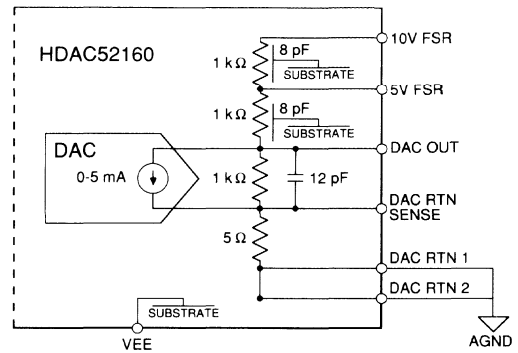 10V FSR
HDAC52160
8 pF
1 kΩ
SUBSTRATE
5V FSR
8 pF
1 kΩ
SUBSTRATE
DAC
DAC OUT
0-5 mA
1 kΩ
12 pF
DAC RTN
SENSE
5 Ω
DAC RTN 1
DAC RTN 2
SUBSTRATE
VEE
AGND